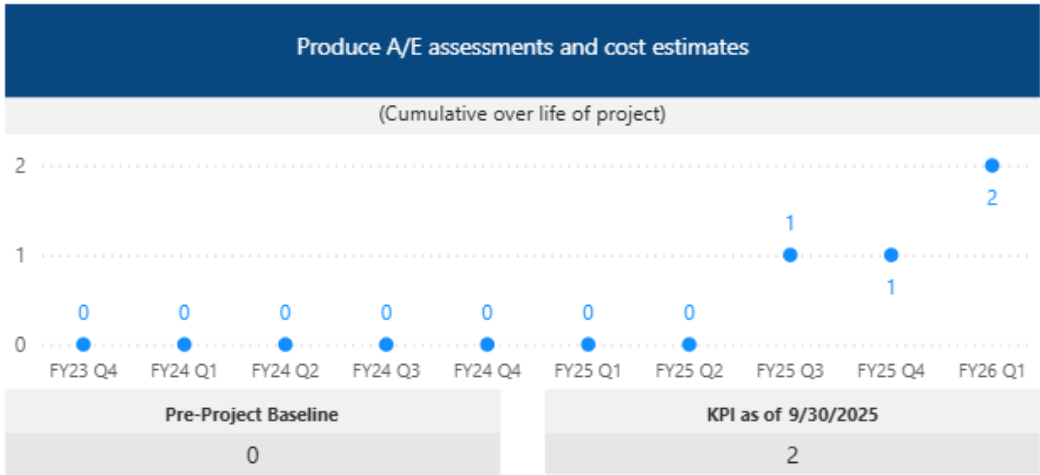 Produce A/E assessments and cost estimates
(Cumulative over life of project)
2
2
1
1
1
0 0 0 0 0 0 0
0
FY23 Q4 FY24 Q1 FY24 Q2 FY24 Q3 FY24 Q4 FY25 Q1 FY25 Q2 FY25 Q3 FY25 Q4 FY26 Q1
Pre-Project Baseline KPI as of 9/30/2025
0 2